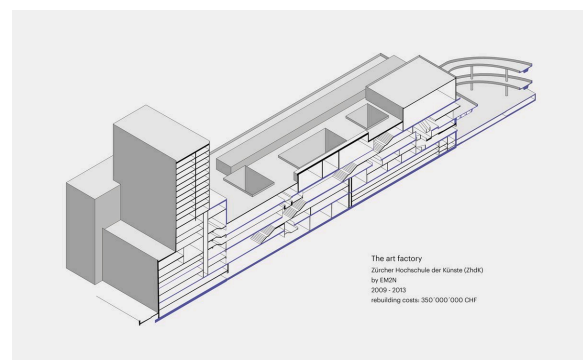 The art factory
Zürcher Hochschule der Künste (ZhdK)
by EM2N
2009 - 2013
rebuilding costs: 350´000´000 CHF